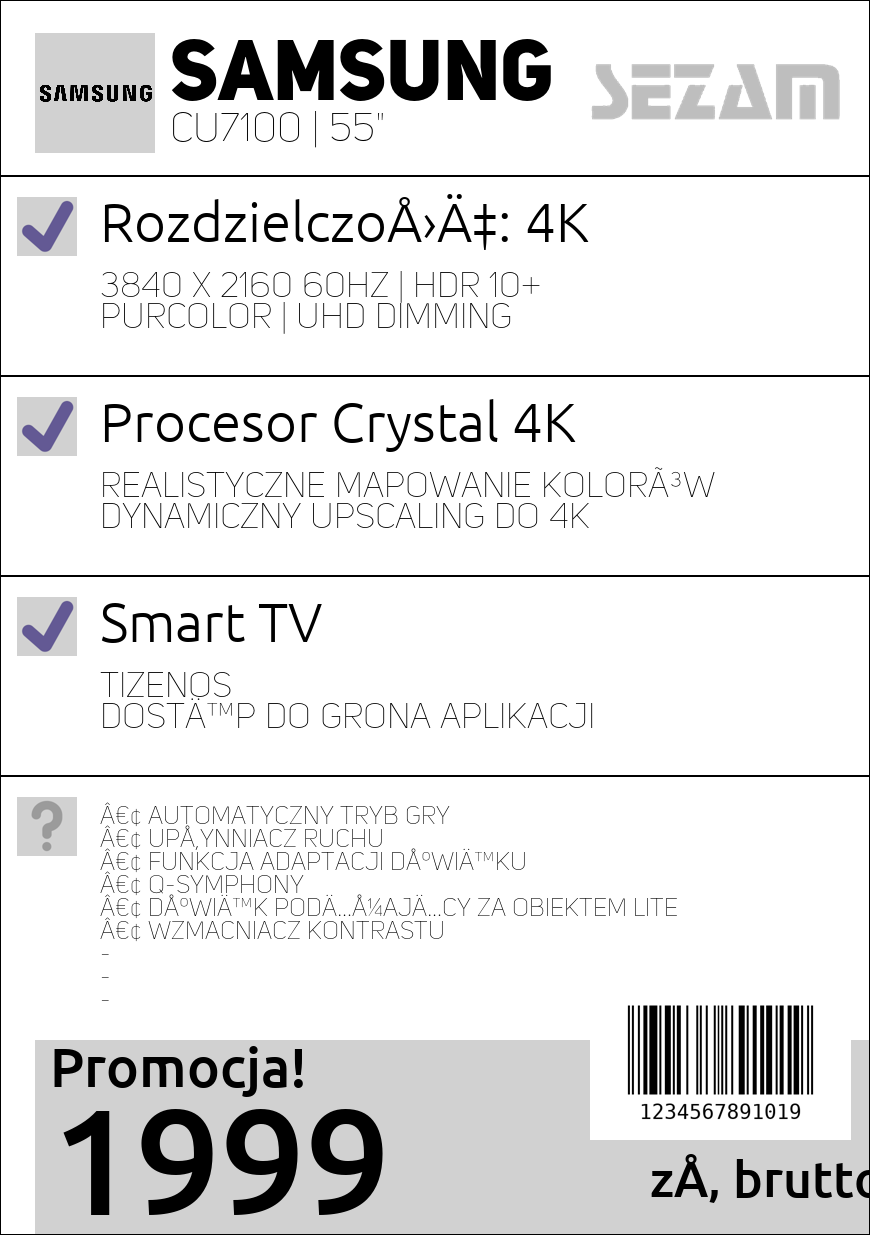 SAMSUNG
SAMSUNG
CU7100 | 55"
SEZAM
RozdzielczoÅ›Ä‡: 4K
3840 X 2160 60HZ | HDR 10+
PURCOLOR | UHD DIMMING
Procesor Crystal 4K
REALISTYCZNE MAPOWANIE KOLORÃ³W
DYNAMICZNY UPSCALING DO 4K
Smart TV
TIZENOS
DOSTÄ™P DO GRONA APLIKACJI
Â€¢ AUTOMATYCZNY TRYB GRY
Â€¢ UPÅ‚YNNIACZ RUCHU
Â€¢ FUNKCJA ADAPTACJI DÅºWIÄ™KU
Â€¢ Q-SYMPHONY
Â€¢ DÅºWIÄ™K PODÄ…Å¼AJÄ…CY ZA OBIEKTEM LITE
Â€¢ WZMACNIACZ KONTRASTU
-
-
-
Promocja!
1999
1234567891019
zÅ‚ brutto